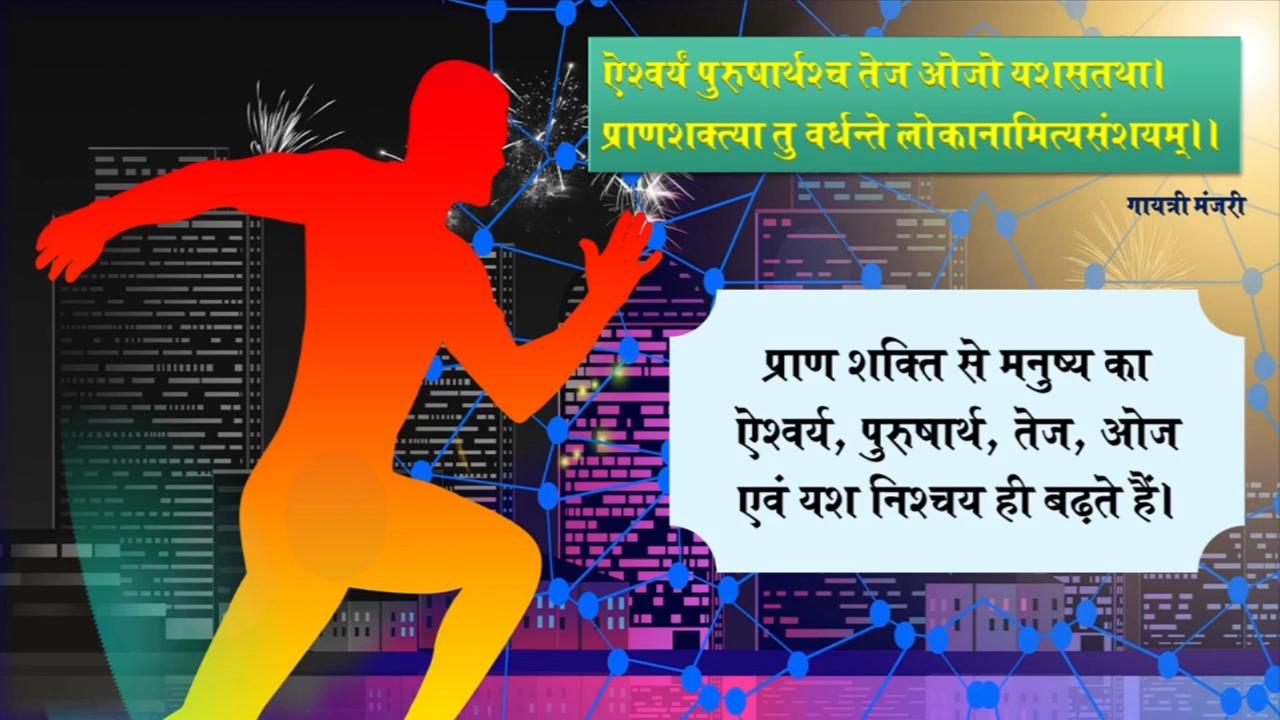 ऐश्वर्यं पुरुषार्थश्च तेज ओजो यशसतथा।
प्राणशक्त्या तु वर्धन्ते लोकानामित्यसंशयम्।।
गायत्री मंजरी
प्राण शक्ति से मनुष्य का
ऐश्वर्य, पुरुषार्थ, तेज, ओज
एवं यश निश्चय ही बढ़ते हैं।